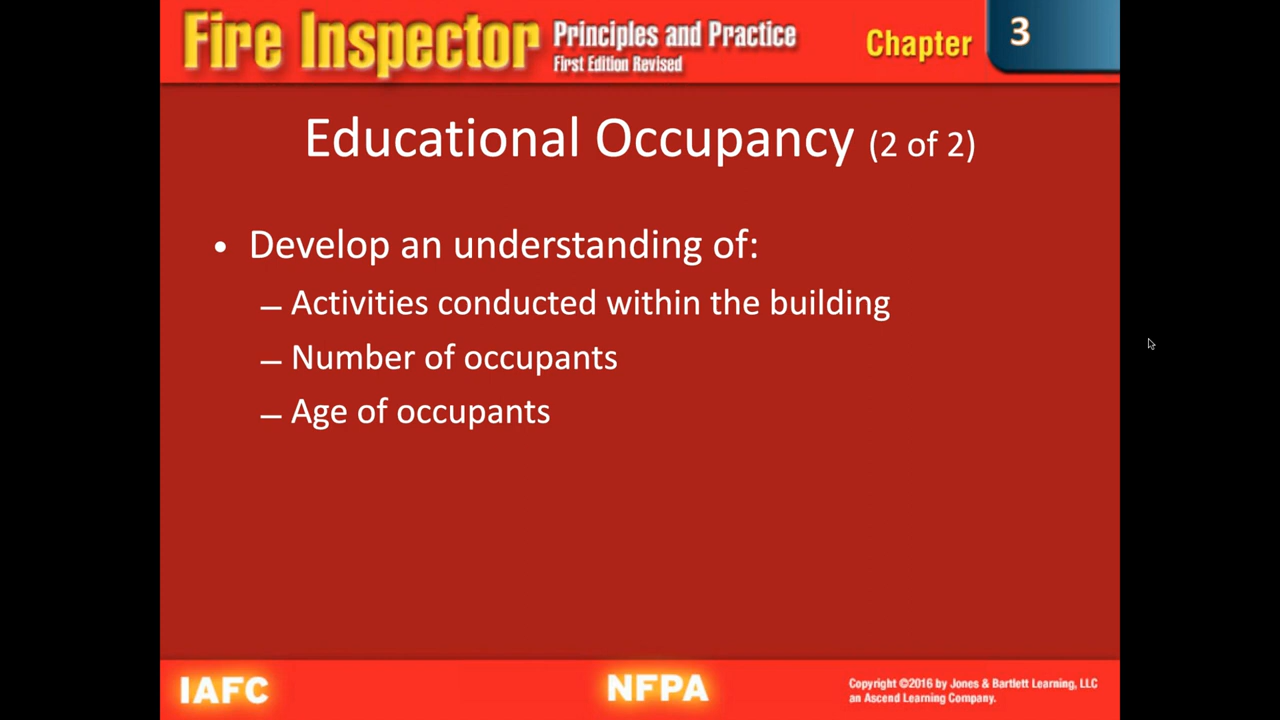 Fire Inspector Principles and Practice
First Edition Revised
Chapter 3
Educational Occupancy (2 of 2)
• Develop an understanding of:
– Activities conducted within the building
– Number of occupants
– Age of occupants
IAFC
NFPA
Copyright ©2016 by Jones & Bartlett Learning, LLC
an Ascend Learning Company.